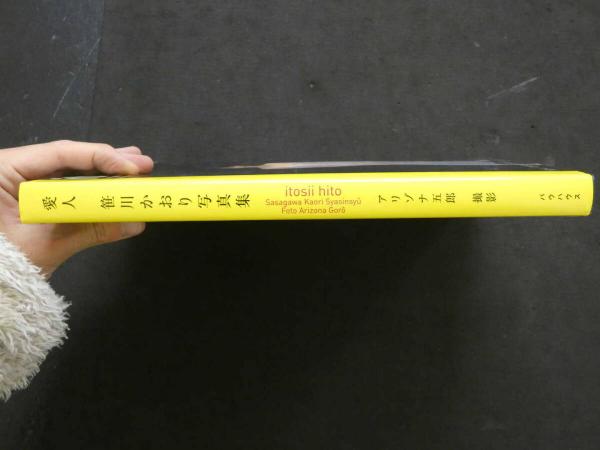 愛人 笹川かおり写真集
itosii hito
Sasagawa Kaori Syasinsyû
Foto Arizona Gorô
アリゾナ五郎 撮影
バウハウス